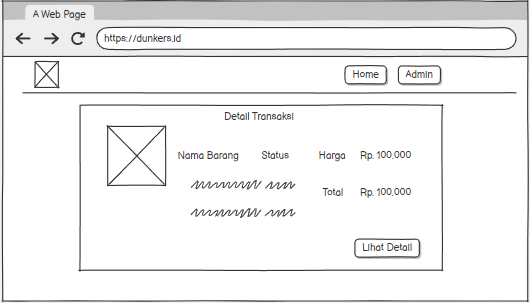 A Web Page
https://dunkers.id
Home Admin
Detail Transaksi
Nama Barang Status Harga Rp. 100,000
Total Rp. 100,000
Lihat Detail